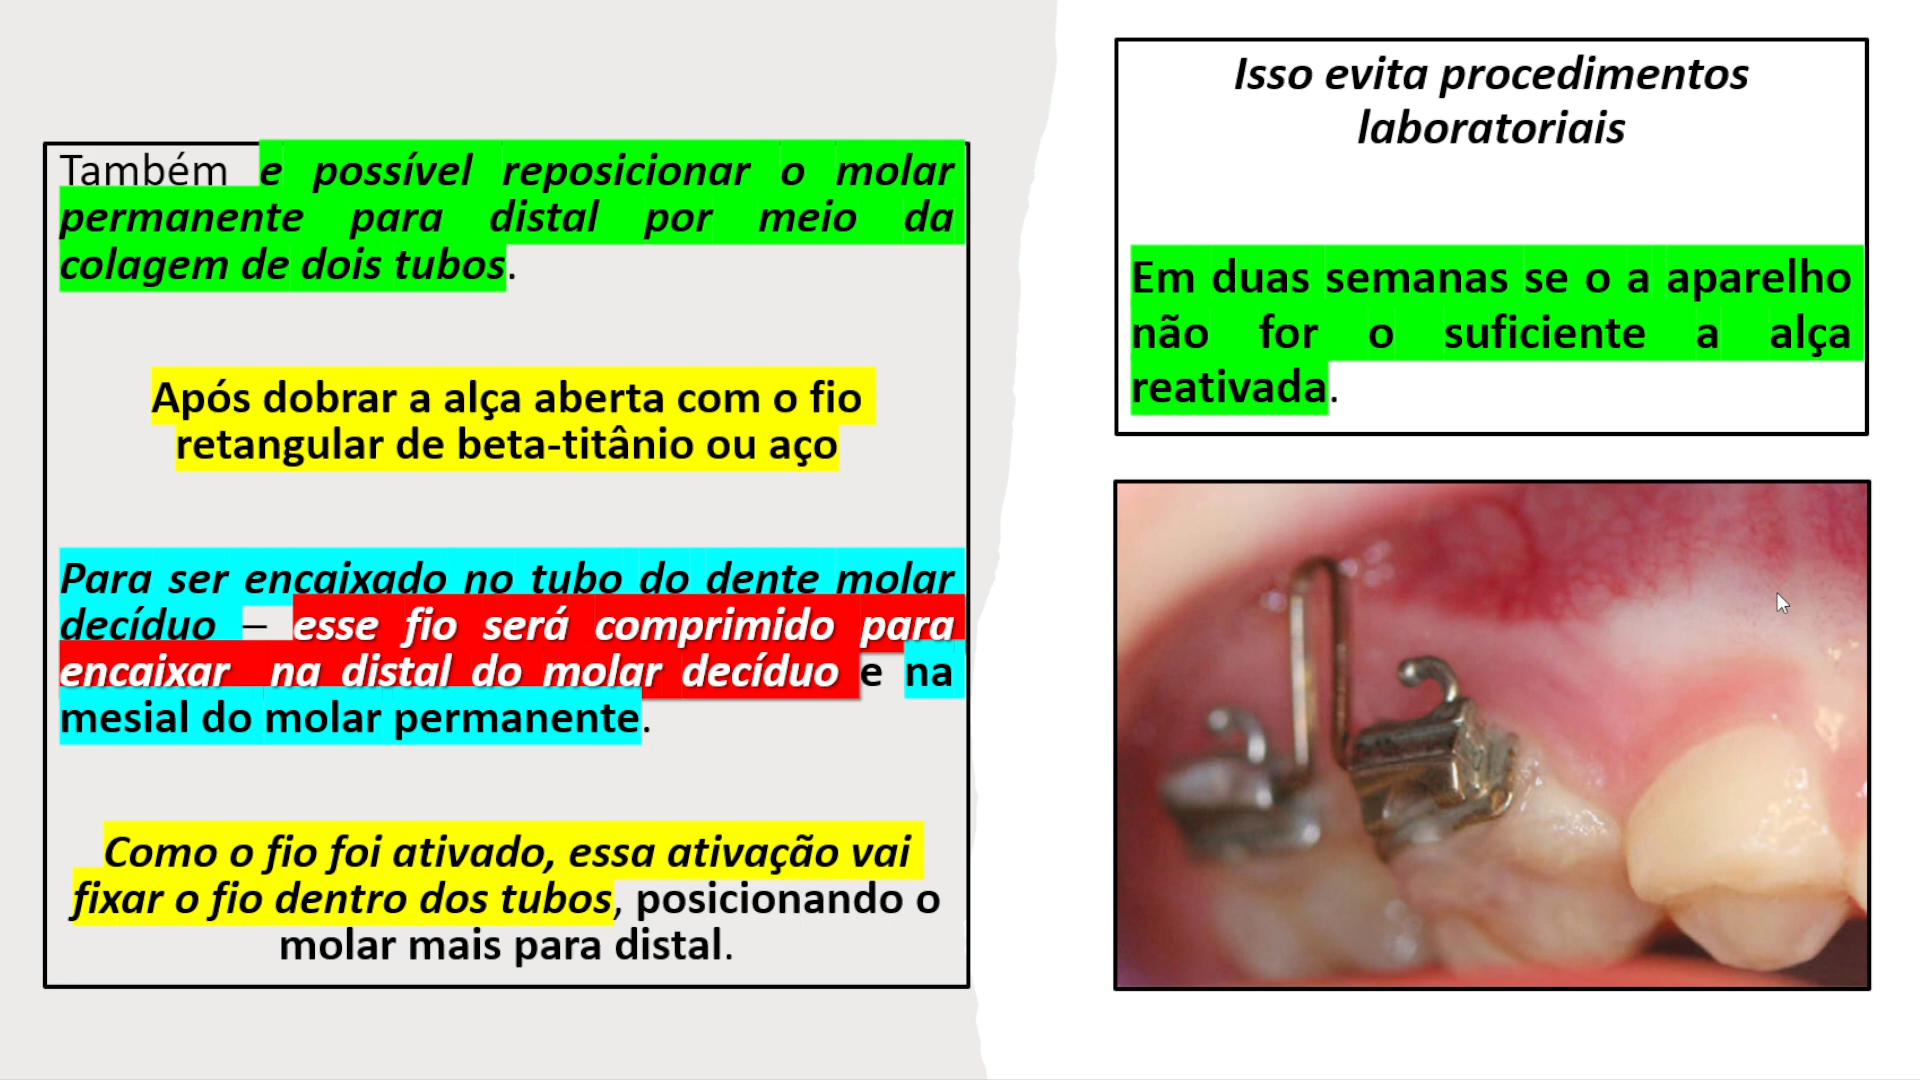 Também e possível reposicionar o molar
permanente para distal por meio da
colagem de dois tubos.
Após dobrar a alça aberta com o fio
retangular de beta-titânio ou aço
Para ser encaixado no tubo do dente molar
decíduo – esse fio será comprimido para
encaixar na distal do molar decíduo e na
mesial do molar permanente.
Como o fio foi ativado, essa ativação vai
fixar o fio dentro dos tubos, posicionando o
molar mais para distal.
Isso evita procedimentos
laboratoriais
Em duas semanas se o a aparelho
não for o suficiente a alça
reativada.